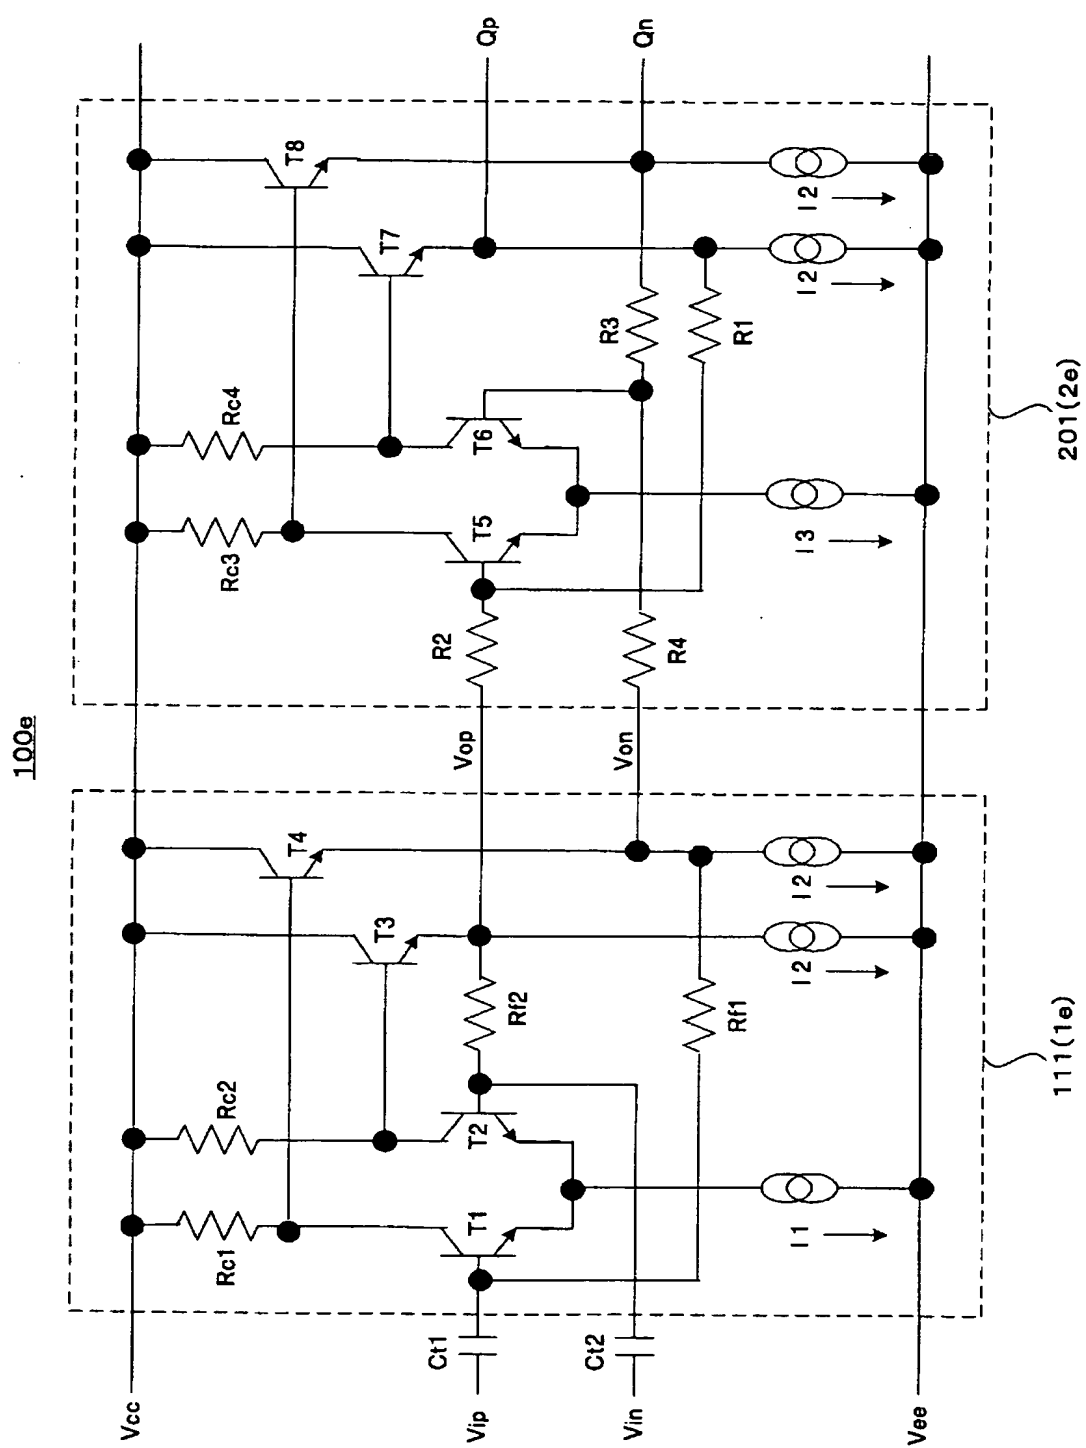 100e
Vcc
Vip
Vin
Vee
Ct1
Ct2
Rc1
Rc2
T1
T2
T3
T4
Rf2
Rf1
I1
I2
I2
111(1e)
Vop
Von
R2
R4
Rc3
Rc4
T5
T6
T7
T8
R3
R1
I3
I2
I2
201(2e)
Qp
Qn